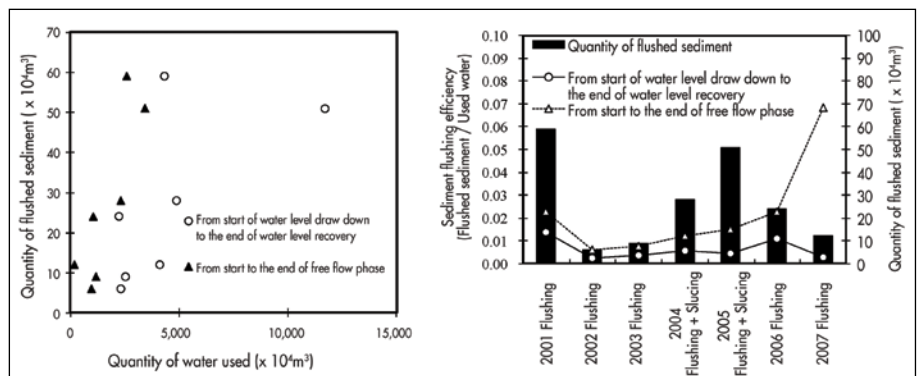 70
60
50
40
30
20
10
0
Quantity of flushed sediment ( x 10⁴m³)
From start of water level draw down
to the end of water level recovery
From start to the end of free flow phase
0
5,000
10,000
15,000
Quantity of water used (x 10⁴m³)
0.10
0.09
0.08
0.07
0.06
0.05
0.04
0.03
0.02
0.01
0.00
Sediment flushing efficiency
(Flushed sediment / Used water)
Quantity of flushed sediment
From start of water level draw down to
the end of water level recovery
From start to the end of free flow phase
100
90
80
70
60
50
40
30
20
10
0
Quantity of flushed sediment ( x 10⁴m³)
2001 Flushing
2002 Flushing
2003 Flushing
2004
Flushing + Slucing
2005
Flushing + Slucing
2006 Flushing
2007 Flushing